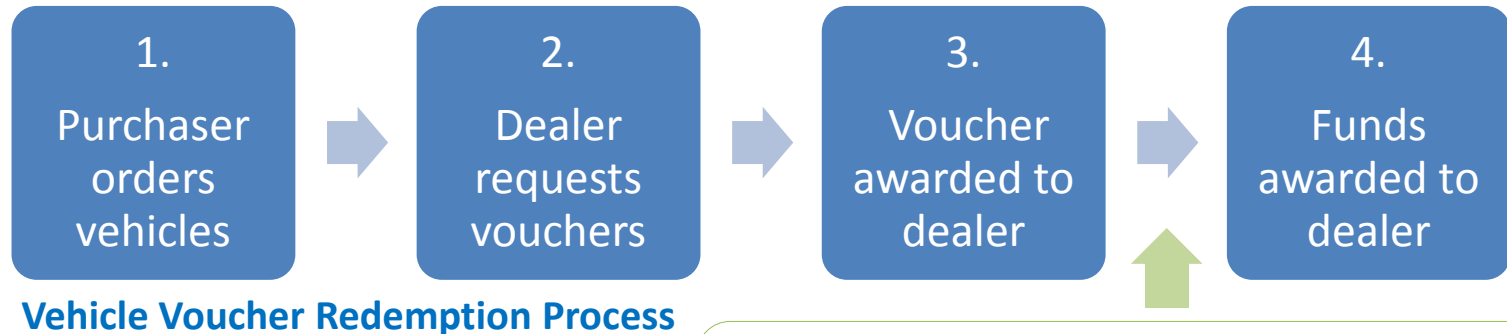 1.
Purchaser
orders
vehicles
2.
Dealer
requests
vouchers
3.
Voucher
awarded to
dealer
4.
Funds
awarded to
dealer
Vehicle Voucher Redemption Process